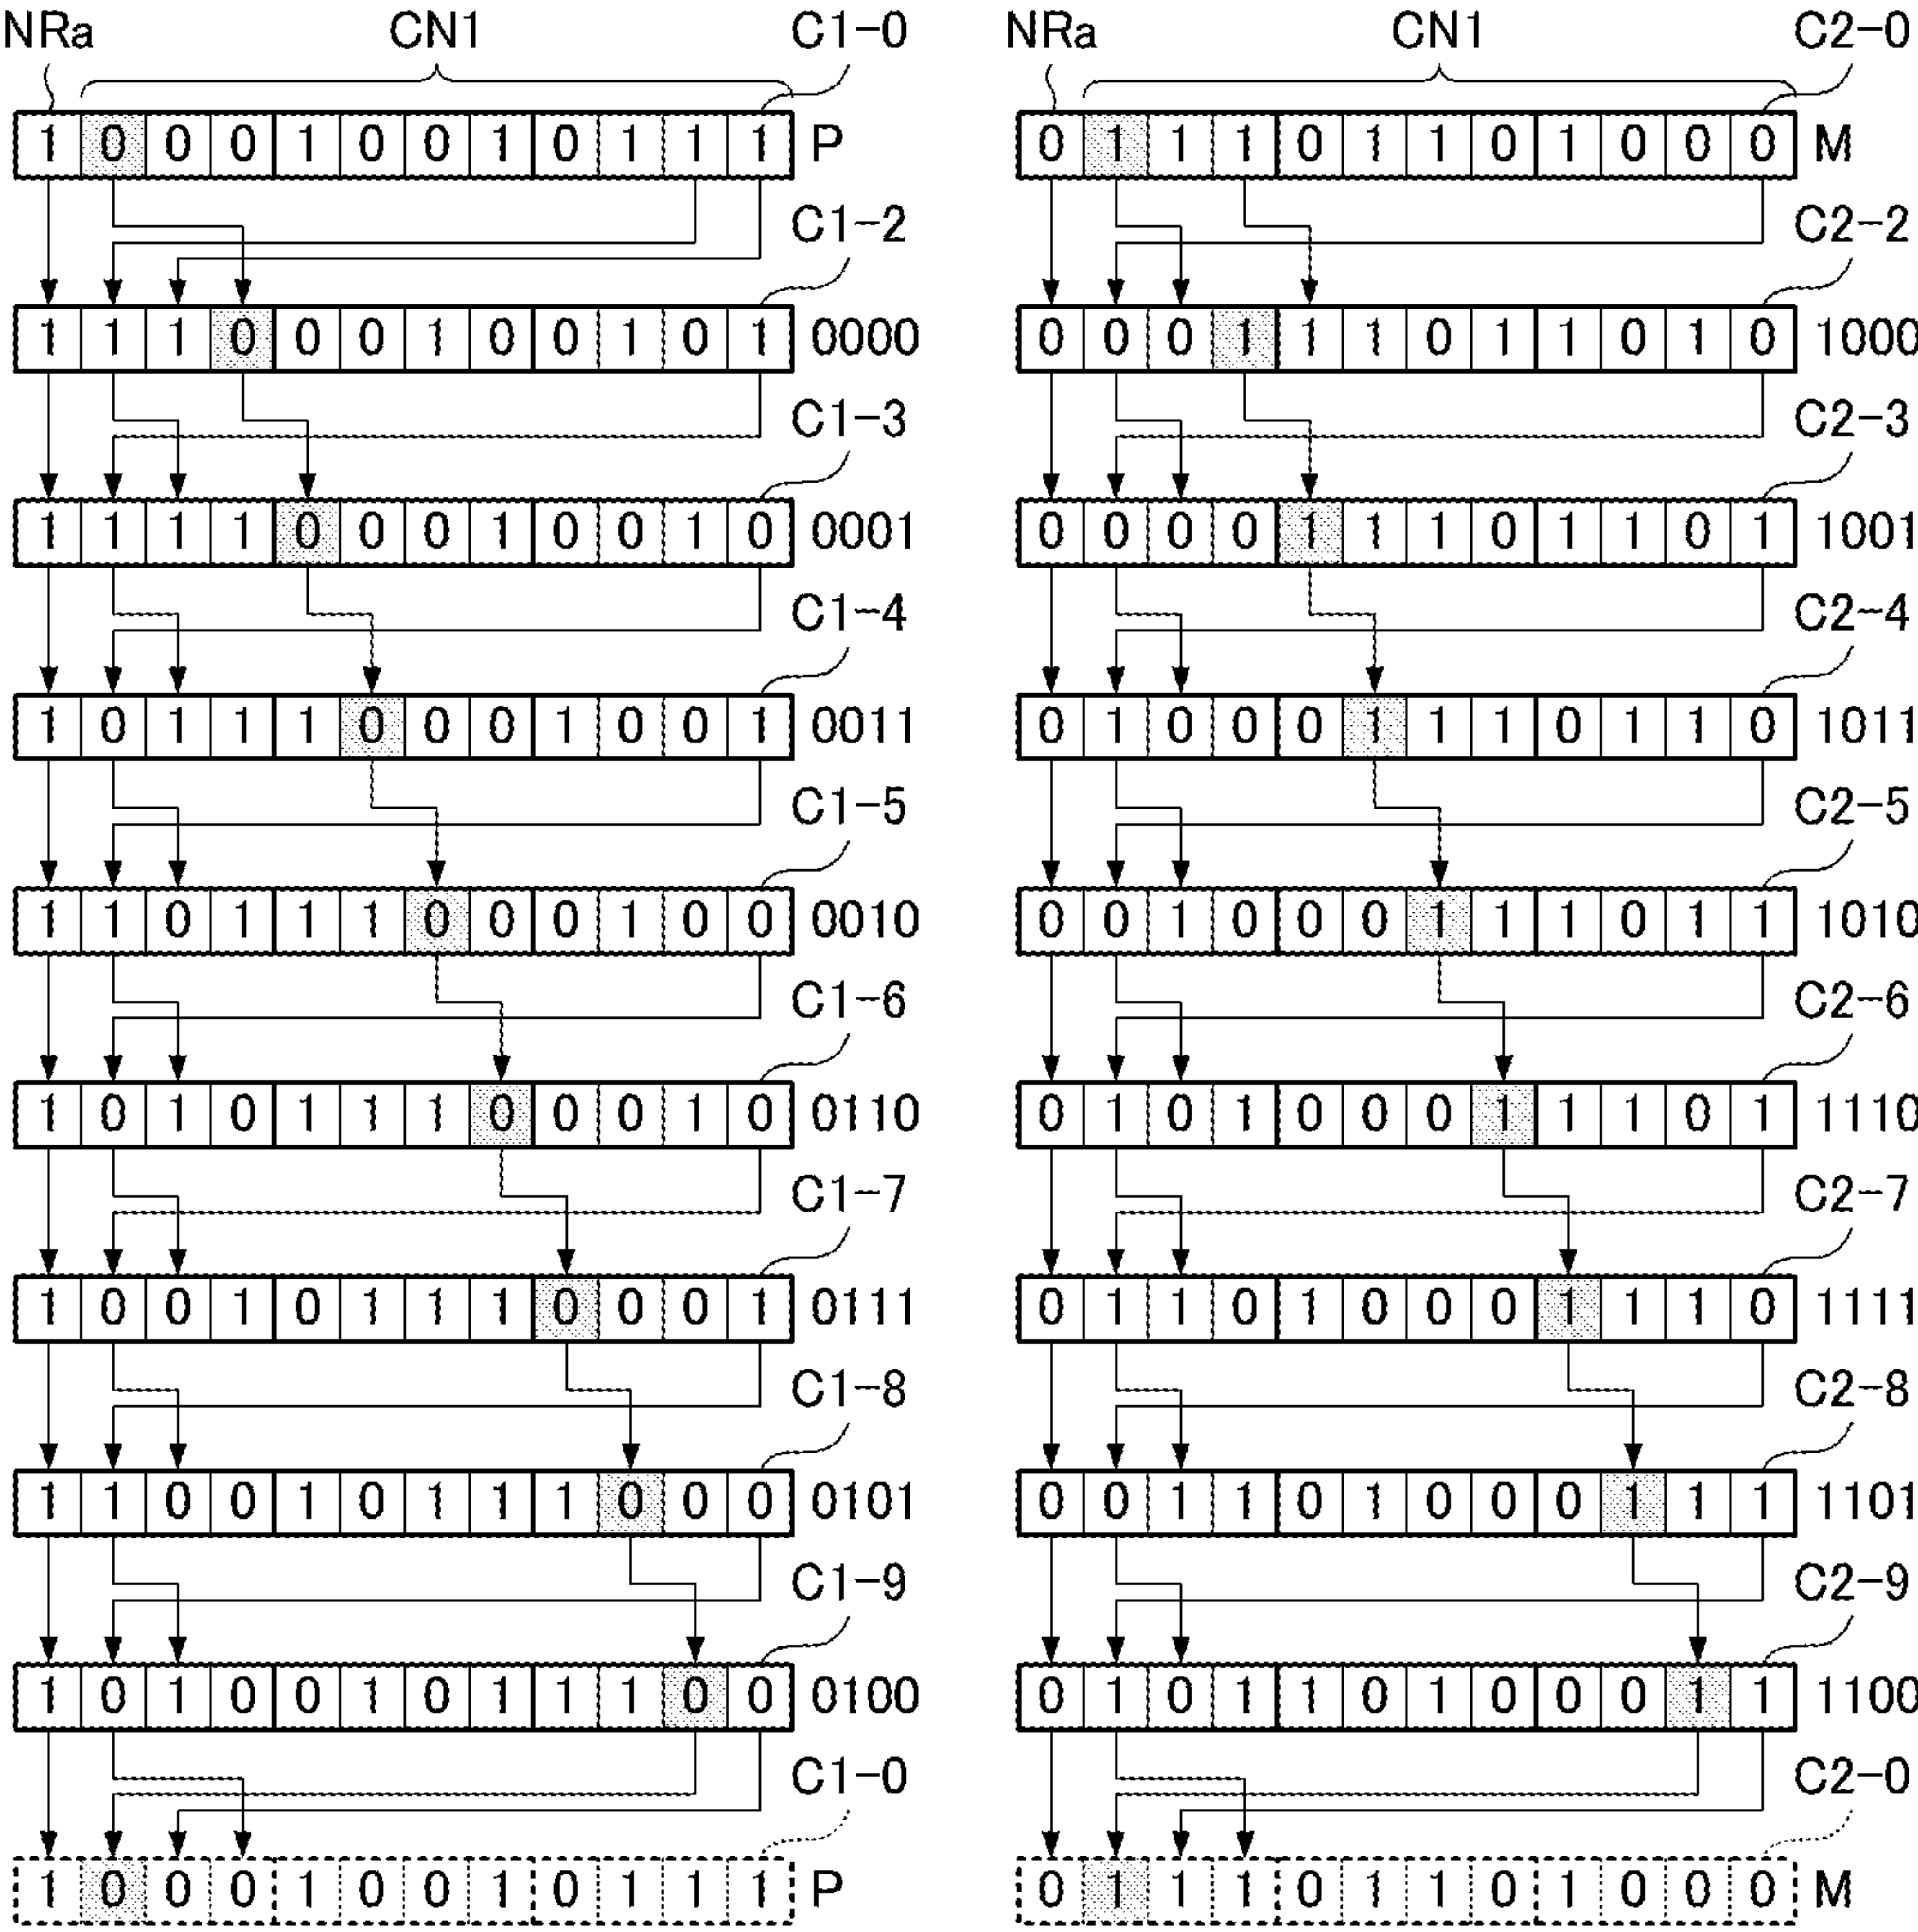 NRa CN1 C1-0 NRa CN1 C2-0
1 0 0 0 1 0 0 1 0 1 1 1 P 0 1 1 1 0 1 1 0 1 0 0 0 M
C1-2 C2-2
1 1 1 0 0 0 1 0 0 1 0 1 0000 0 0 0 1 1 1 0 1 1 0 1 0 1000
C1-3 C2-3
1 1 1 1 0 0 0 1 0 0 1 0 0001 0 0 0 0 1 1 1 0 1 1 0 1 1001
C1-4 C2-4
1 0 1 1 1 0 0 0 1 0 0 1 0011 0 1 0 0 0 1 1 1 0 1 1 0 1011
C1-5 C2-5
1 1 0 1 1 1 0 0 0 1 0 0 0010 0 0 1 0 0 0 1 1 1 0 1 1 1010
C1-6 C2-6
1 0 1 0 1 1 1 0 0 0 1 0 0110 0 1 0 1 0 0 0 1 1 1 0 1 1110
C1-7 C2-7
1 0 0 1 0 1 1 1 0 0 0 1 0111 0 1 1 0 1 0 0 0 1 1 1 0 1111
C1-8 C2-8
1 1 0 0 1 0 1 1 1 0 0 0 0101 0 0 1 1 0 1 0 0 0 1 1 1 1101
C1-9 C2-9
1 0 1 0 0 1 0 1 1 1 0 0 0100 0 1 0 1 1 0 1 0 0 0 1 1 1100
C1-0 C2-0
1 0 0 0 1 0 0 1 0 1 1 1 P 0 1 1 1 0 1 1 0 1 0 0 0 M